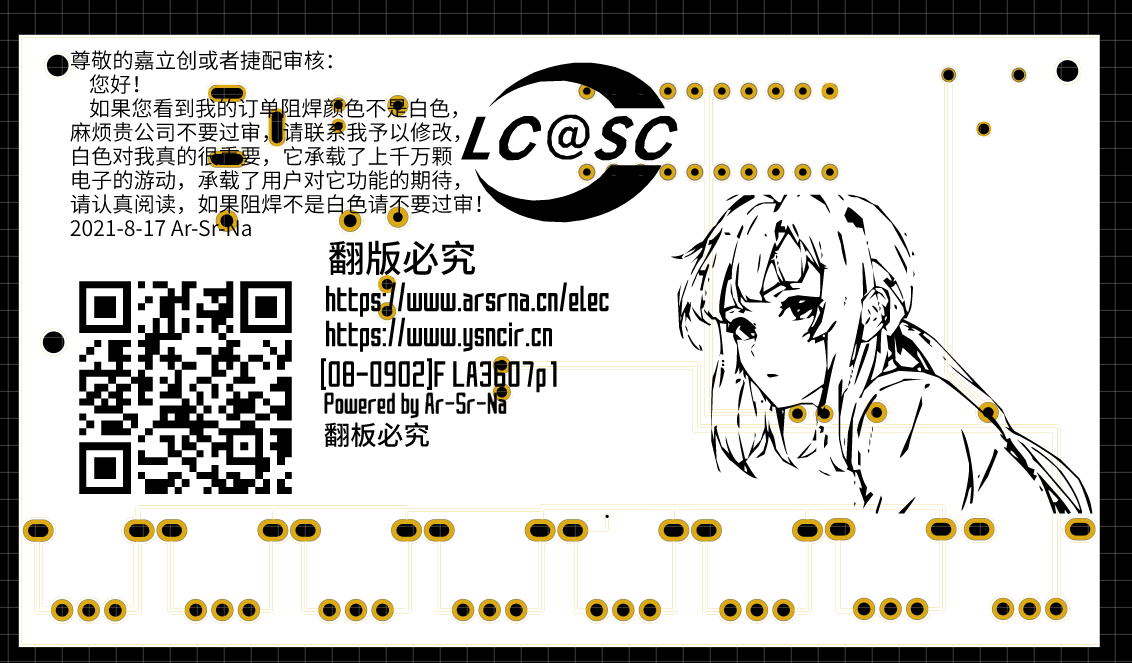 尊敬的嘉立创或者捷配审核：
您好！
如果您看到我的订单阻焊颜色不是白色，
麻烦贵公司不要过审，请联系我予以修改，
白色对我真的很重要，它承载了上千万颗
电子的游动，承载了用户对它功能的期待，
请认真阅读，如果阻焊不是白色请不要过审！
2021-8-17 Ar-Sr-Na
LC@SC
翻版必究
https://www.arsrna.cn/elec
https://www.ysncir.cn
[08-0902]F LA3607p1
Powered by Ar-Sr-Na
翻板必究